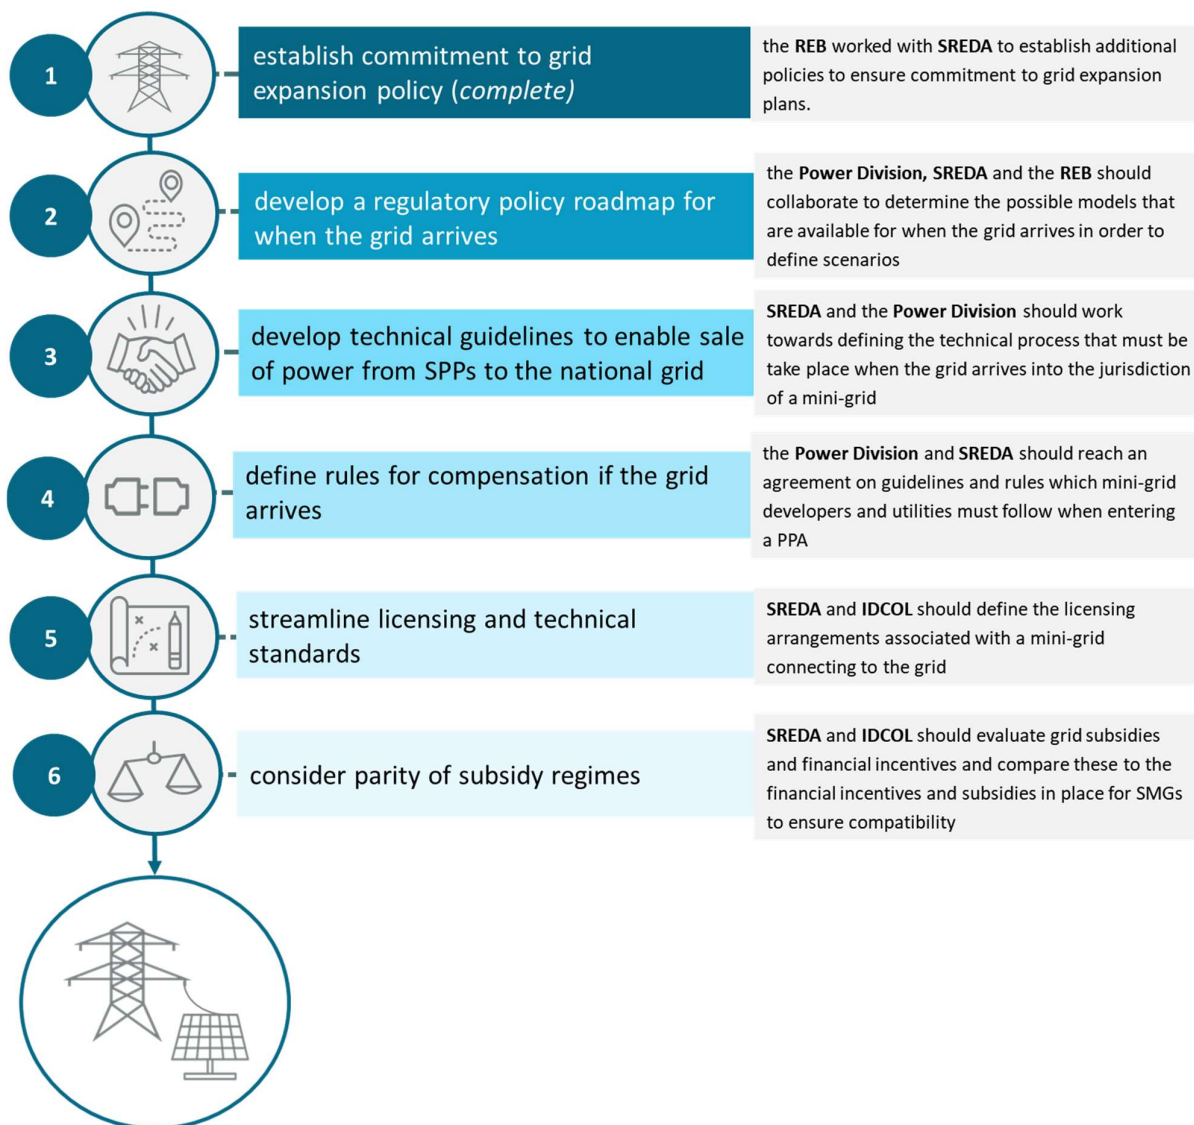 1
establish commitment to grid
expansion policy (complete)
the REB worked with SREDA to establish additional
policies to ensure commitment to grid expansion
plans.
2
develop a regulatory policy roadmap for
when the grid arrives
the Power Division, SREDA and the REB should
collaborate to determine the possible models that
are available for when the grid arrives in order to
define scenarios
3
develop technical guidelines to enable sale
of power from SPPs to the national grid
SREDA and the Power Division should work
towards defining the technical process that must be
take place when the grid arrives into the jurisdiction
of a mini-grid
4
define rules for compensation if the grid
arrives
the Power Division and SREDA should reach an
agreement on guidelines and rules which mini-grid
developers and utilities must follow when entering
a PPA
5
streamline licensing and technical
standards
SREDA and IDCOL should define the licensing
arrangements associated with a mini-grid
connecting to the grid
6
consider parity of subsidy regimes
SREDA and IDCOL should evaluate grid subsidies
and financial incentives and compare these to the
financial incentives and subsidies in place for SMGs
to ensure compatibility